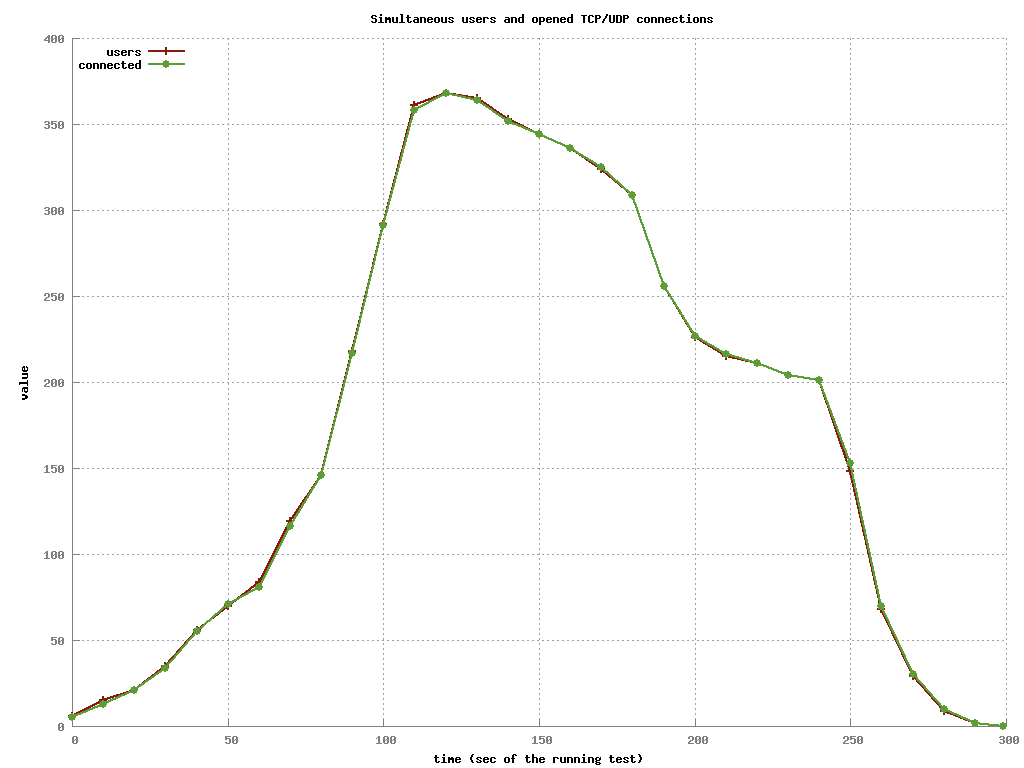 Simultaneous users and opened TCP/UDP connections
400
users
connected
350
300
250
value
200
150
100
50
0
0 50 100 150 200 250 300
time (sec of the running test)